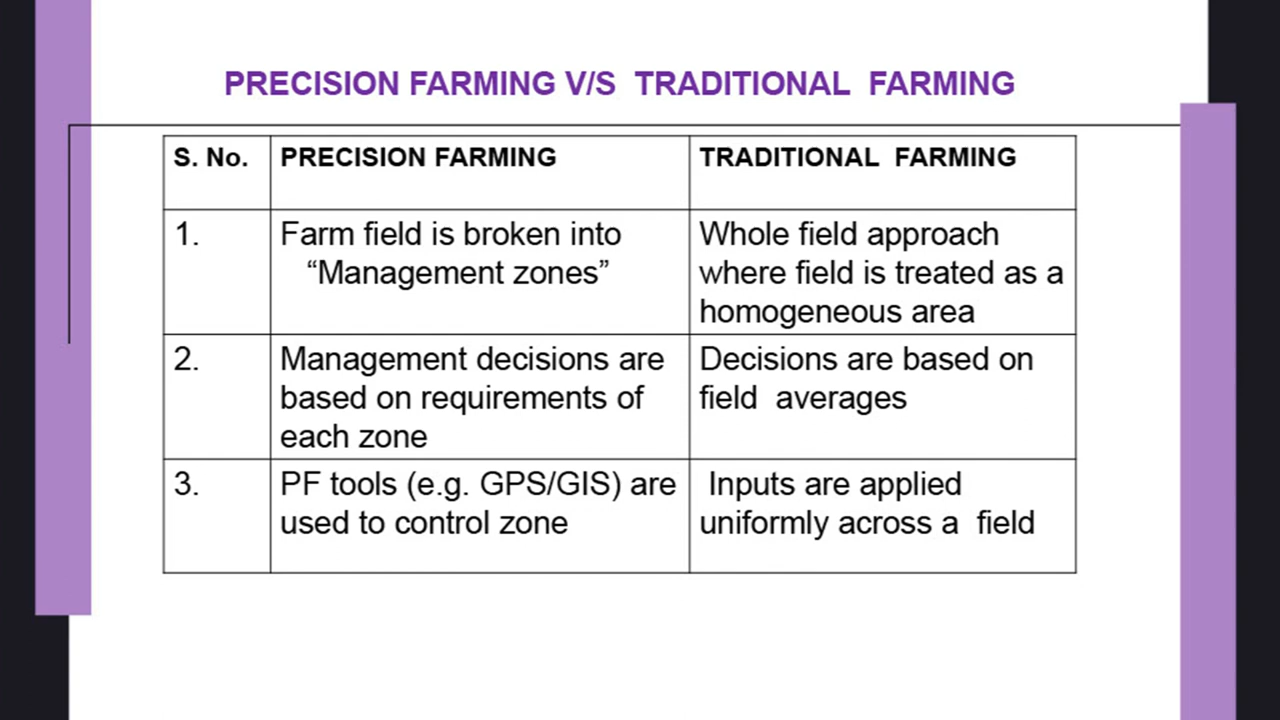 PRECISION FARMING V/S TRADITIONAL FARMING
S. No. PRECISION FARMING TRADITIONAL FARMING
1. Farm field is broken into Whole field approach
“Management zones” where field is treated as a
homogeneous area
2. Management decisions are Decisions are based on
based on requirements of field averages
each zone
3. PF tools (e.g. GPS/GIS) are Inputs are applied
used to control zone uniformly across a field